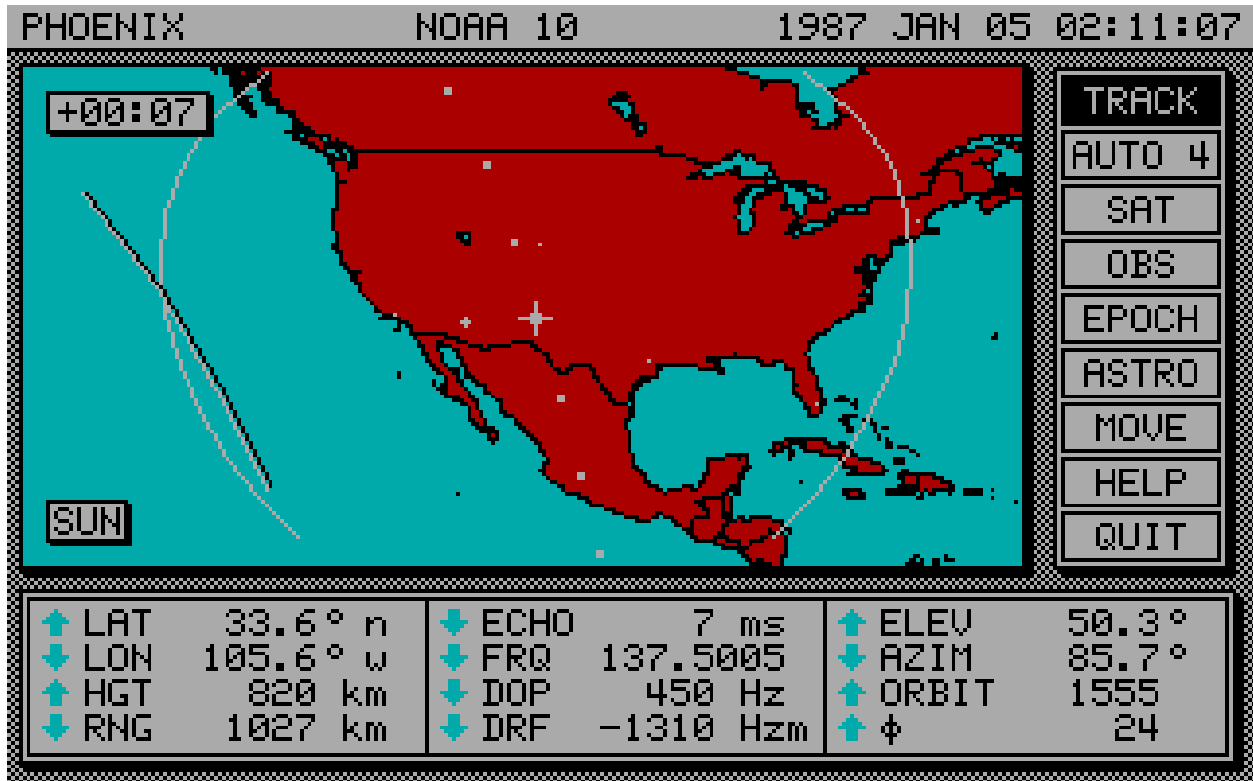 PHOENIX NOAA 10 1987 JAN 05 02:11:07
+00:07
SUN
TRACK
AUTO 4
SAT
OBS
EPOCH
ASTRO
MOVE
HELP
QUIT
LAT 33.6° n
LON 105.6° w
HGT 820 km
RNG 1027 km
ECHO 7 ms
FRQ 137.5005
DOP 450 Hz
DRF -1310 Hzm
ELEV 50.3°
AZIM 85.7°
ORBIT 1555
ϕ 24